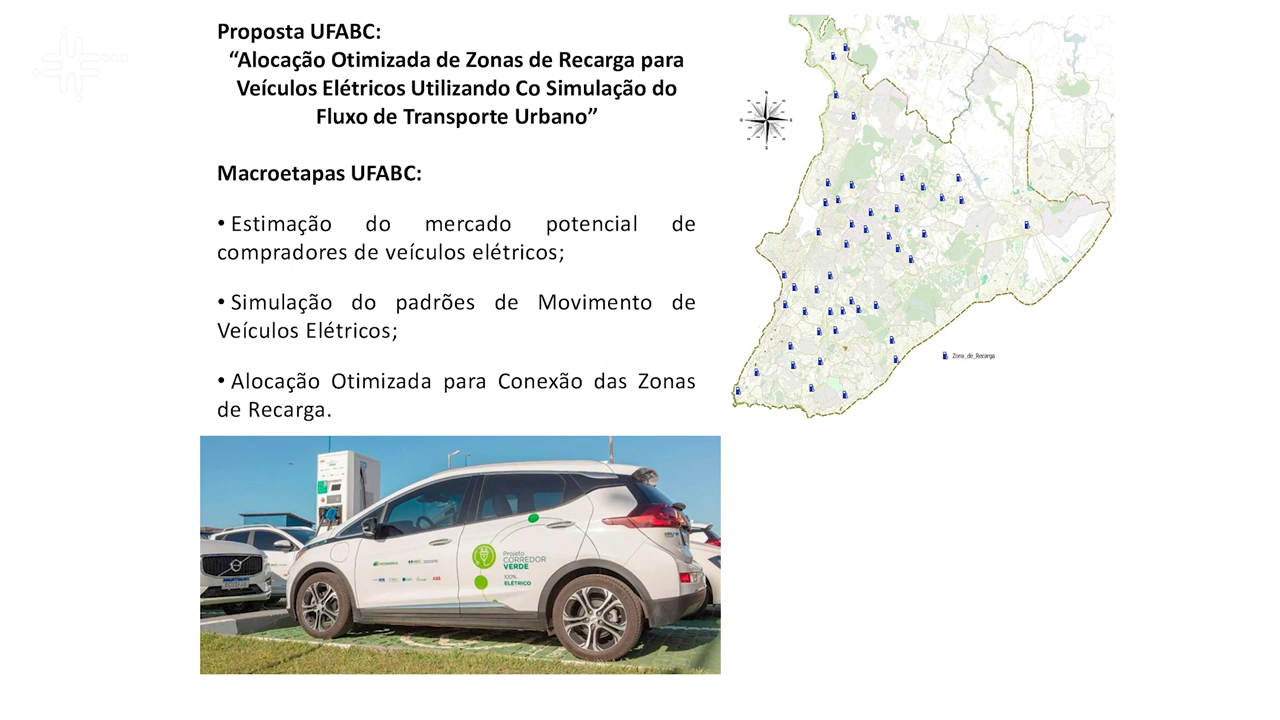 Proposta UFABC:
“Alocação Otimizada de Zonas de Recarga para
Veículos Elétricos Utilizando Co Simulação do
Fluxo de Transporte Urbano”
Macroetapas UFABC:
• Estimação do mercado potencial de
compradores de veículos elétricos;
• Simulação do padrões de Movimento de
Veículos Elétricos;
• Alocação Otimizada para Conexão das Zonas
de Recarga.
Zona_de_Recarga
Projeto
CORREDOR
VERDE
100%
ELÉTRICO